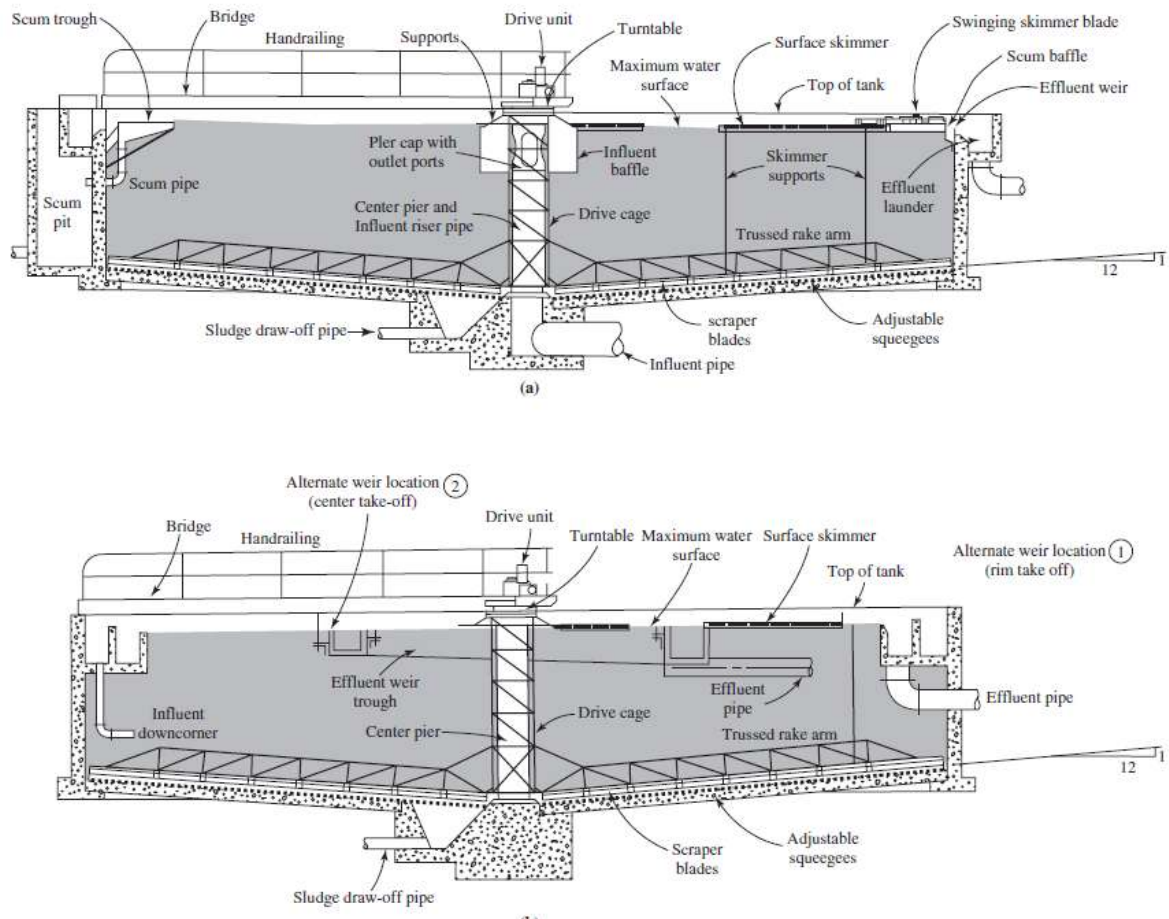 Scum trough
Bridge
Handrailing
Supports
Drive unit
Turntable
Maximum water
surface
Surface skimmer
Top of tank
Swinging skimmer blade
Scum baffle
Effluent weir
Pler cap with
outlet ports
Influent
baffle
Skimmer
supports
Effluent
launder
Scum pipe
Scum
pit
Center pier and
Influent riser pipe
Drive cage
Trussed rake arm
1
12
Sludge draw-off pipe
scraper
blades
Adjustable
squeegees
Influent pipe
(a)
Alternate weir location 2
(center take-off)
Bridge
Handrailing
Drive unit
Turntable
Maximum water
surface
Surface skimmer
Alternate weir location 1
(rim take off)
Top of tank
Effluent weir
trough
Effluent
pipe
Effluent pipe
Influent
downcorner
Center pier
Drive cage
Trussed rake arm
1
12
Scraper
blades
Adjustable
squeegees
Sludge draw-off pipe